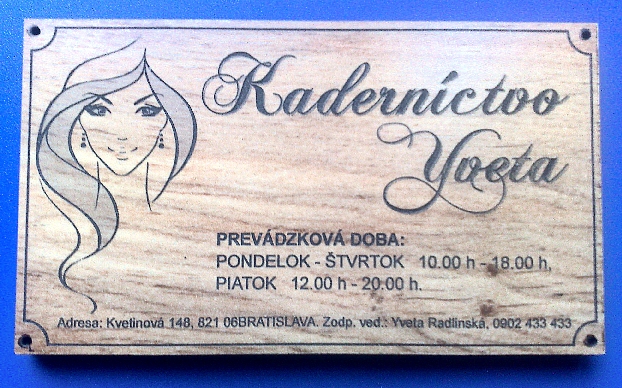 Kaderníctvo
Yveta
PREVÁDZKOVÁ DOBA:
PONDELOK - ŠTVRTOK 10.00 h - 18.00 h,
PIATOK 12.00 h - 20.00 h.
Adresa: Kvetinová 148, 821 06BRATISLAVA. Zodp. ved.: Yveta Radlinská, 0902 433 433